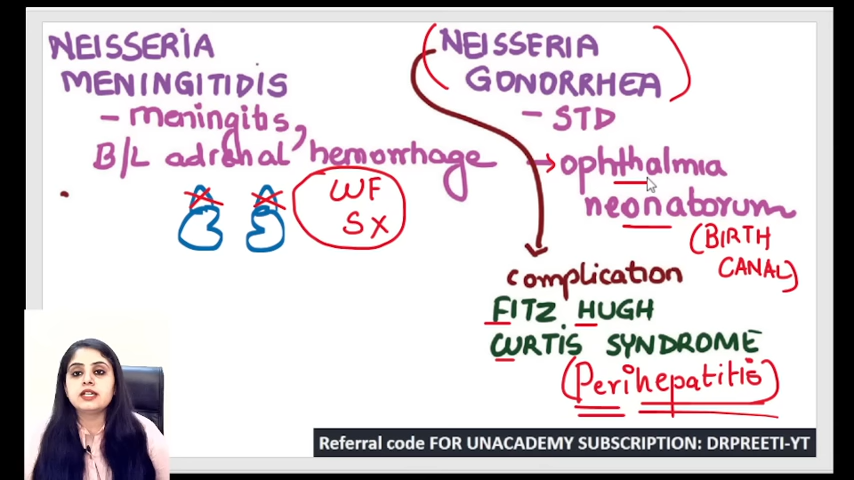 NEISSERIA
MENINGITIDIS
- meningitis,
B/L adrenal hemorrhage
WF
SX
NEISSERIA
GONORRHEA
- STD
→ ophthalmia
neonatorum
(BIRTH
CANAL)
complication
FITZ HUGH
CURTIS SYNDROME
(Perihepatitis)
Referral code FOR UNACADEMY SUBSCRIPTION: DRPREETI-YT